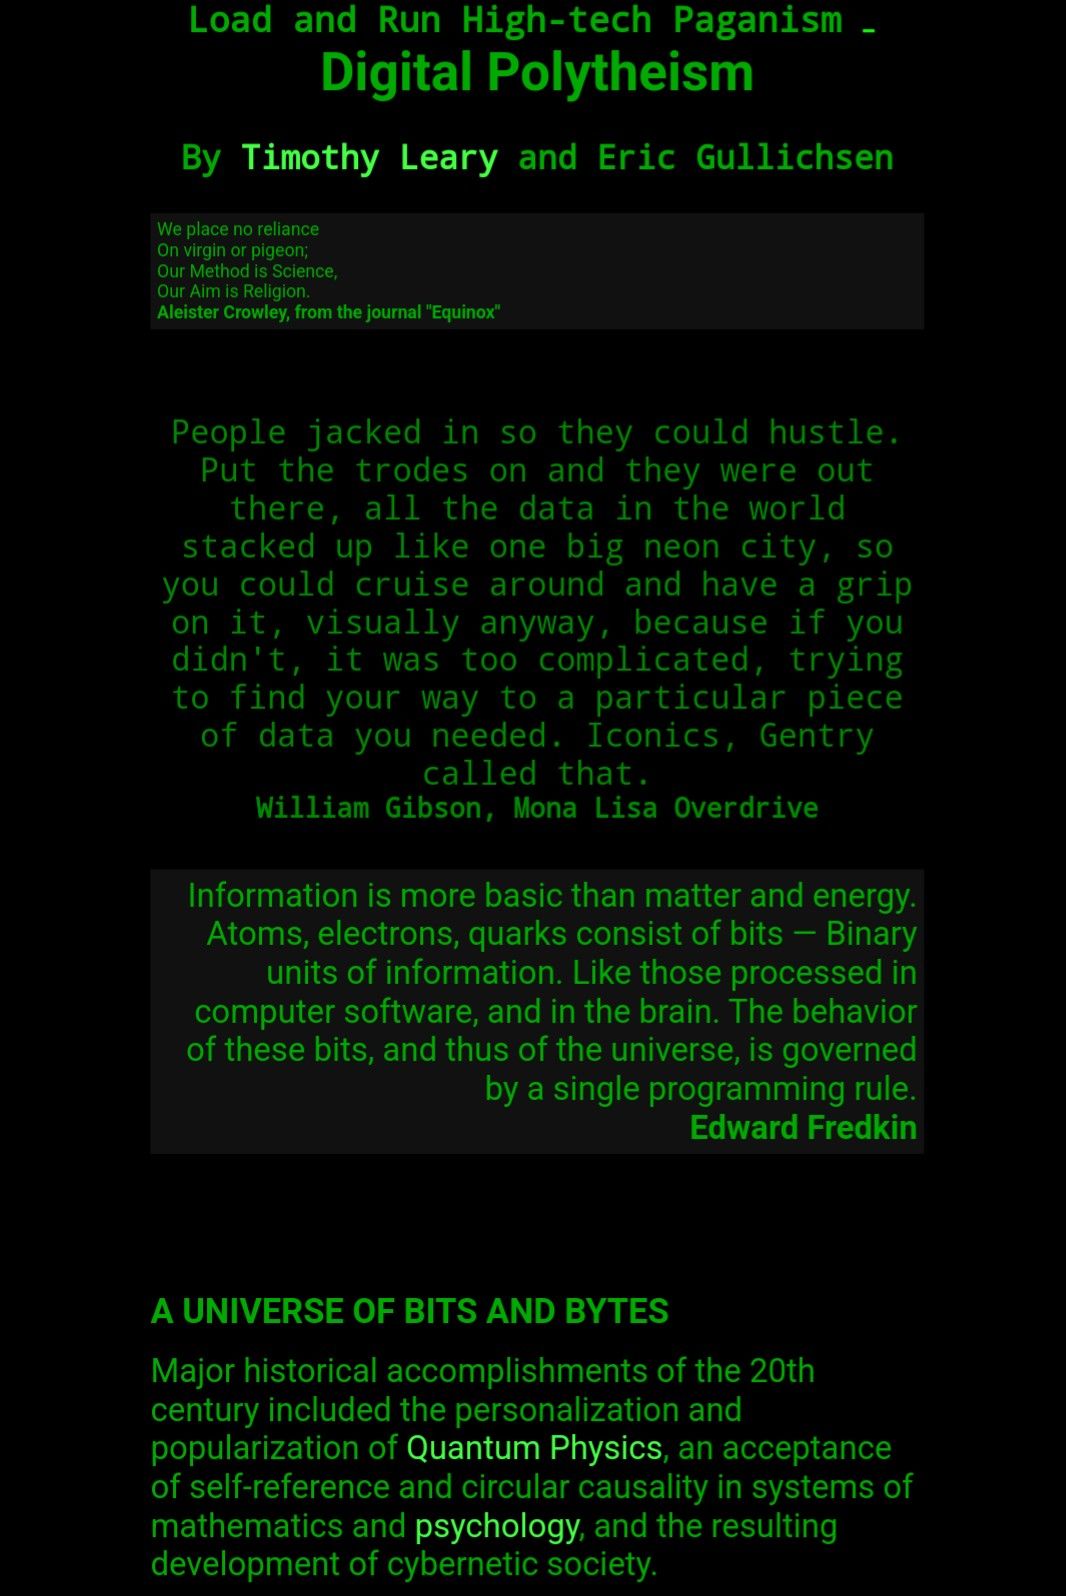 Load and Run High-tech Paganism _
Digital Polytheism
By Timothy Leary and Eric Gullichsen
We place no reliance
On virgin or pigeon;
Our Method is Science,
Our Aim is Religion.
Aleister Crowley, from the journal "Equinox"
People jacked in so they could hustle.
Put the trodes on and they were out
there, all the data in the world
stacked up like one big neon city, so
you could cruise around and have a grip
on it, visually anyway, because if you
didn't, it was too complicated, trying
to find your way to a particular piece
of data you needed. Iconics, Gentry
called that.
William Gibson, Mona Lisa Overdrive
Information is more basic than matter and energy.
Atoms, electrons, quarks consist of bits — Binary
units of information. Like those processed in
computer software, and in the brain. The behavior
of these bits, and thus of the universe, is governed
by a single programming rule.
Edward Fredkin
A UNIVERSE OF BITS AND BYTES
Major historical accomplishments of the 20th
century included the personalization and
popularization of Quantum Physics, an acceptance
of self-reference and circular causality in systems of
mathematics and psychology, and the resulting
development of cybernetic society.